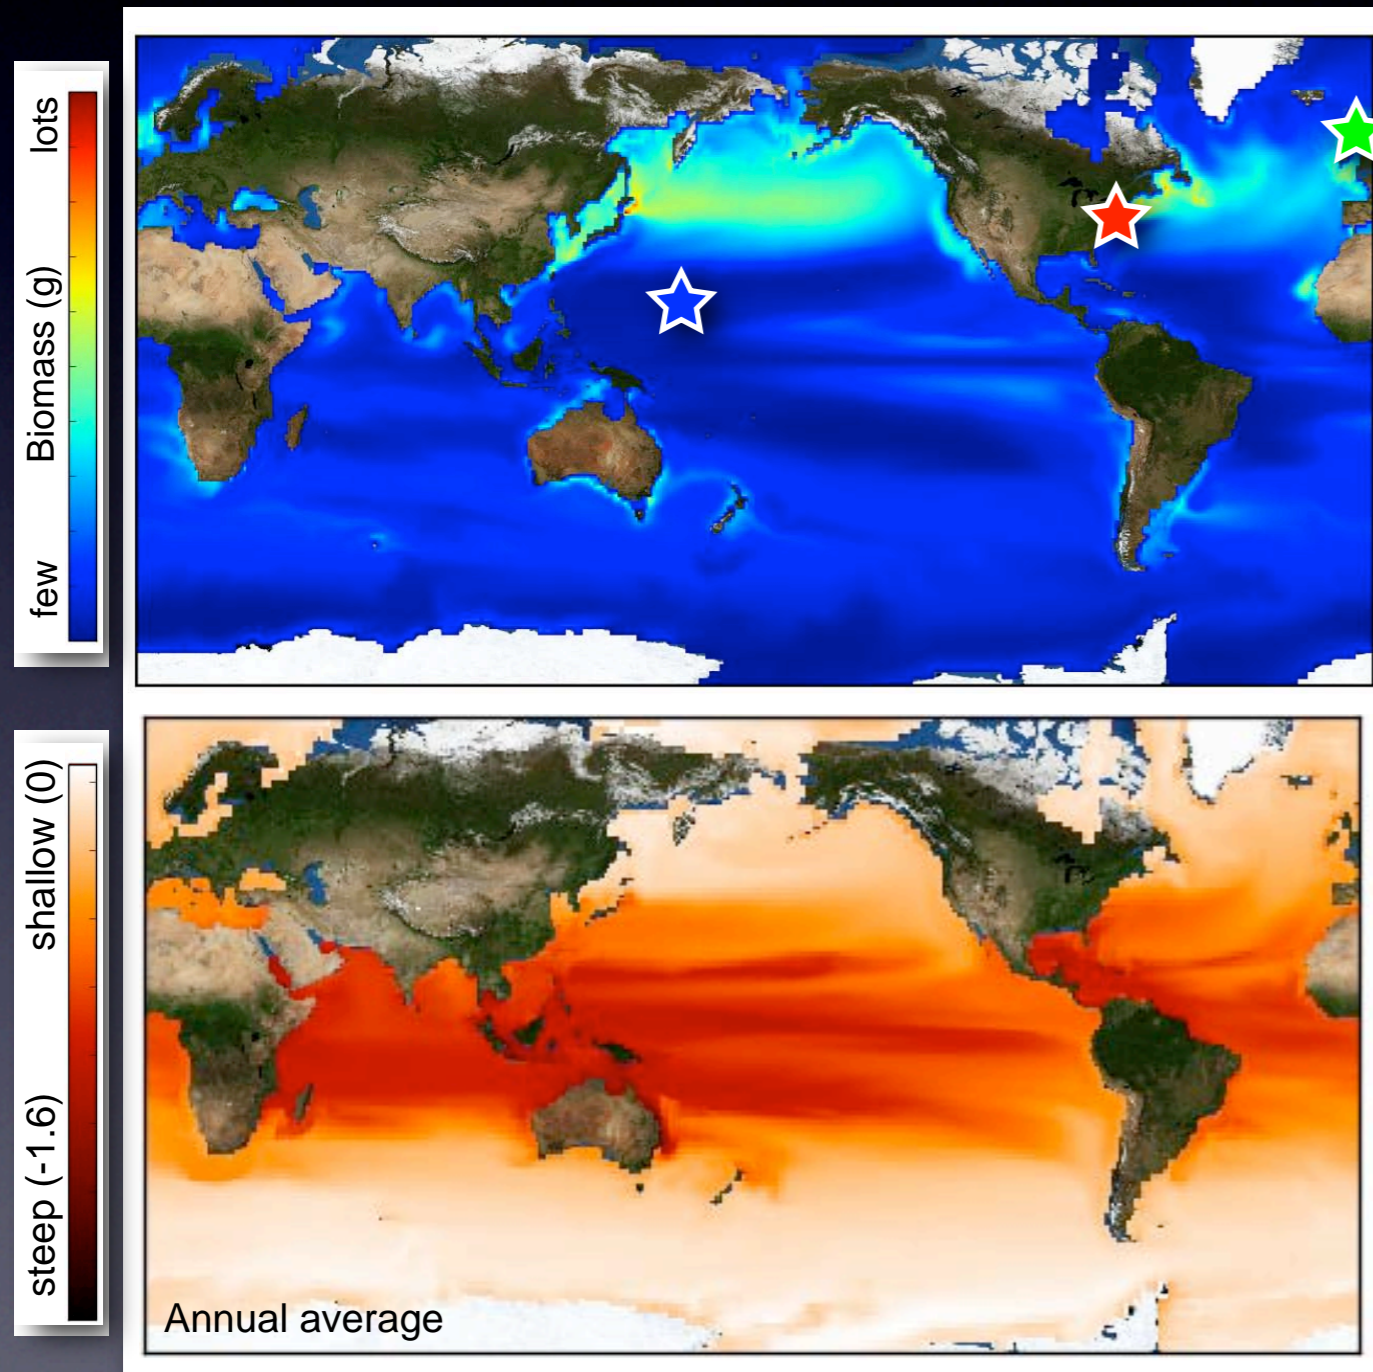 lots
Biomass (g)
few
shallow (0)
steep (-1.6)
Annual average